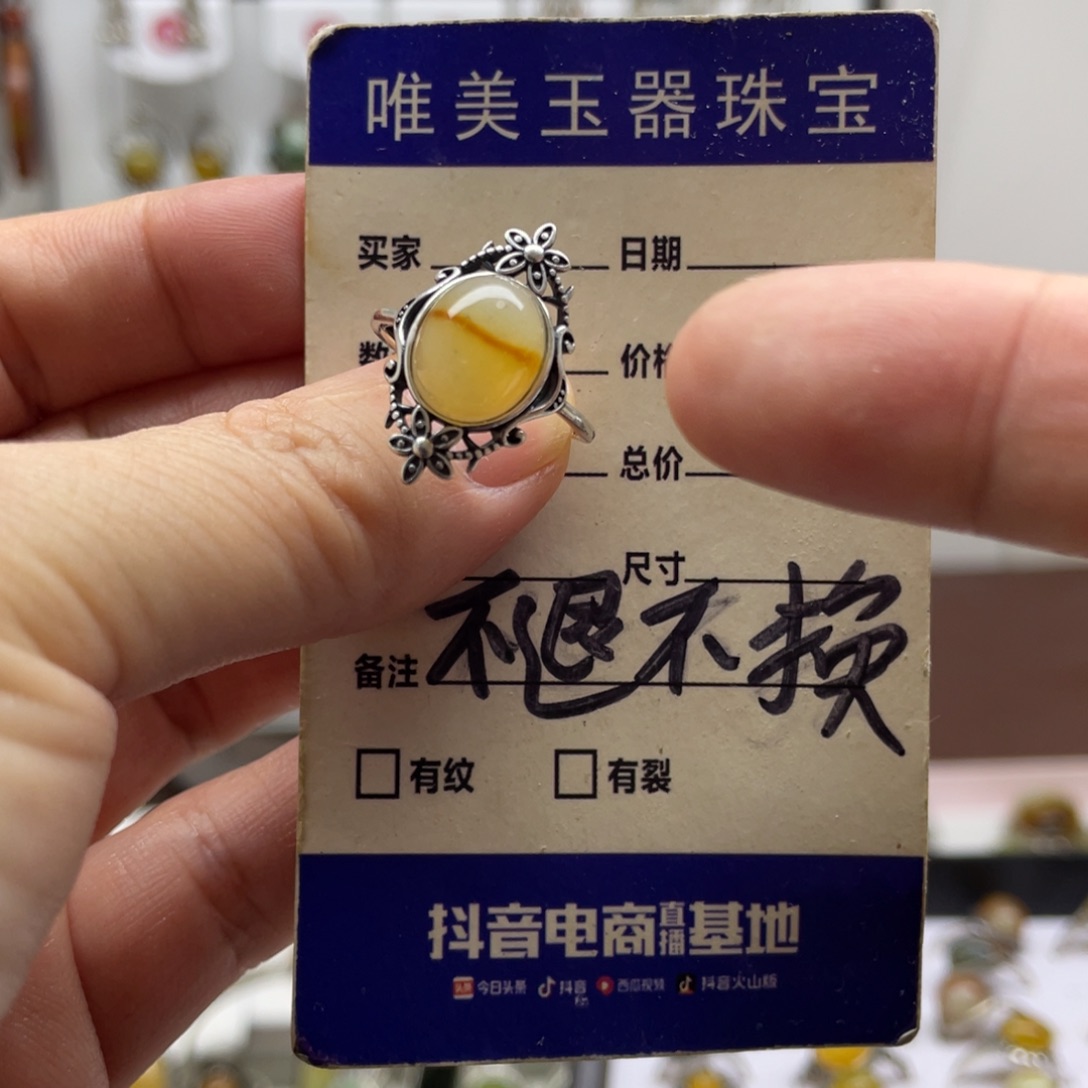 唯美玉器珠宝
买家 日期
数 价格
总价
尺寸
备注 不退不换
有纹 有裂
抖音电商直播基地
今日头条 抖音 西瓜视频 抖音火山版